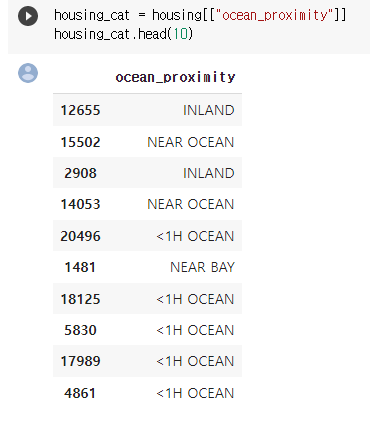 housing_cat = housing[["ocean_proximity"]]
housing_cat.head(10)
ocean_proximity
12655 INLAND
15502 NEAR OCEAN
2908 INLAND
14053 NEAR OCEAN
20496 <1H OCEAN
1481 NEAR BAY
18125 <1H OCEAN
5830 <1H OCEAN
17989 <1H OCEAN
4861 <1H OCEAN